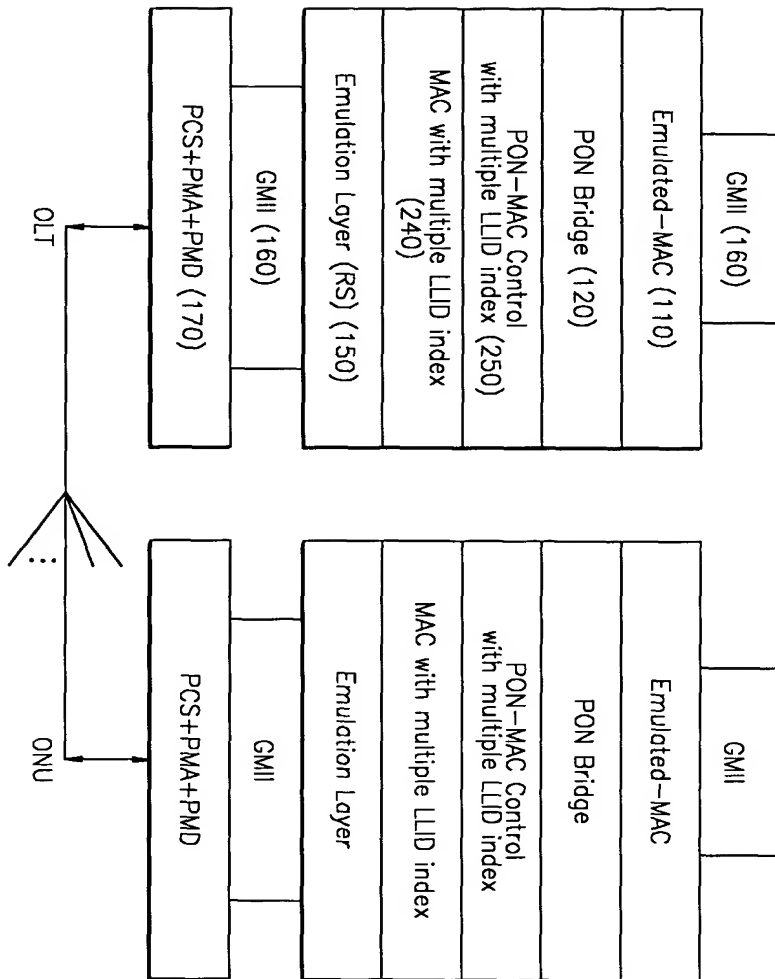 GMII (160)
Emulated-MAC (110)
PON Bridge (120)
PON-MAC Control
with multiple LLID index (250)
MAC with multiple LLID index
(240)
Emulation Layer (RS) (150)
GMII (160)
PCS+PMA+PMD (170)
OLT
GMII
Emulated-MAC
PON Bridge
PON-MAC Control
with multiple LLID index
MAC with multiple LLID index
Emulation Layer
GMII
PCS+PMA+PMD
ONU